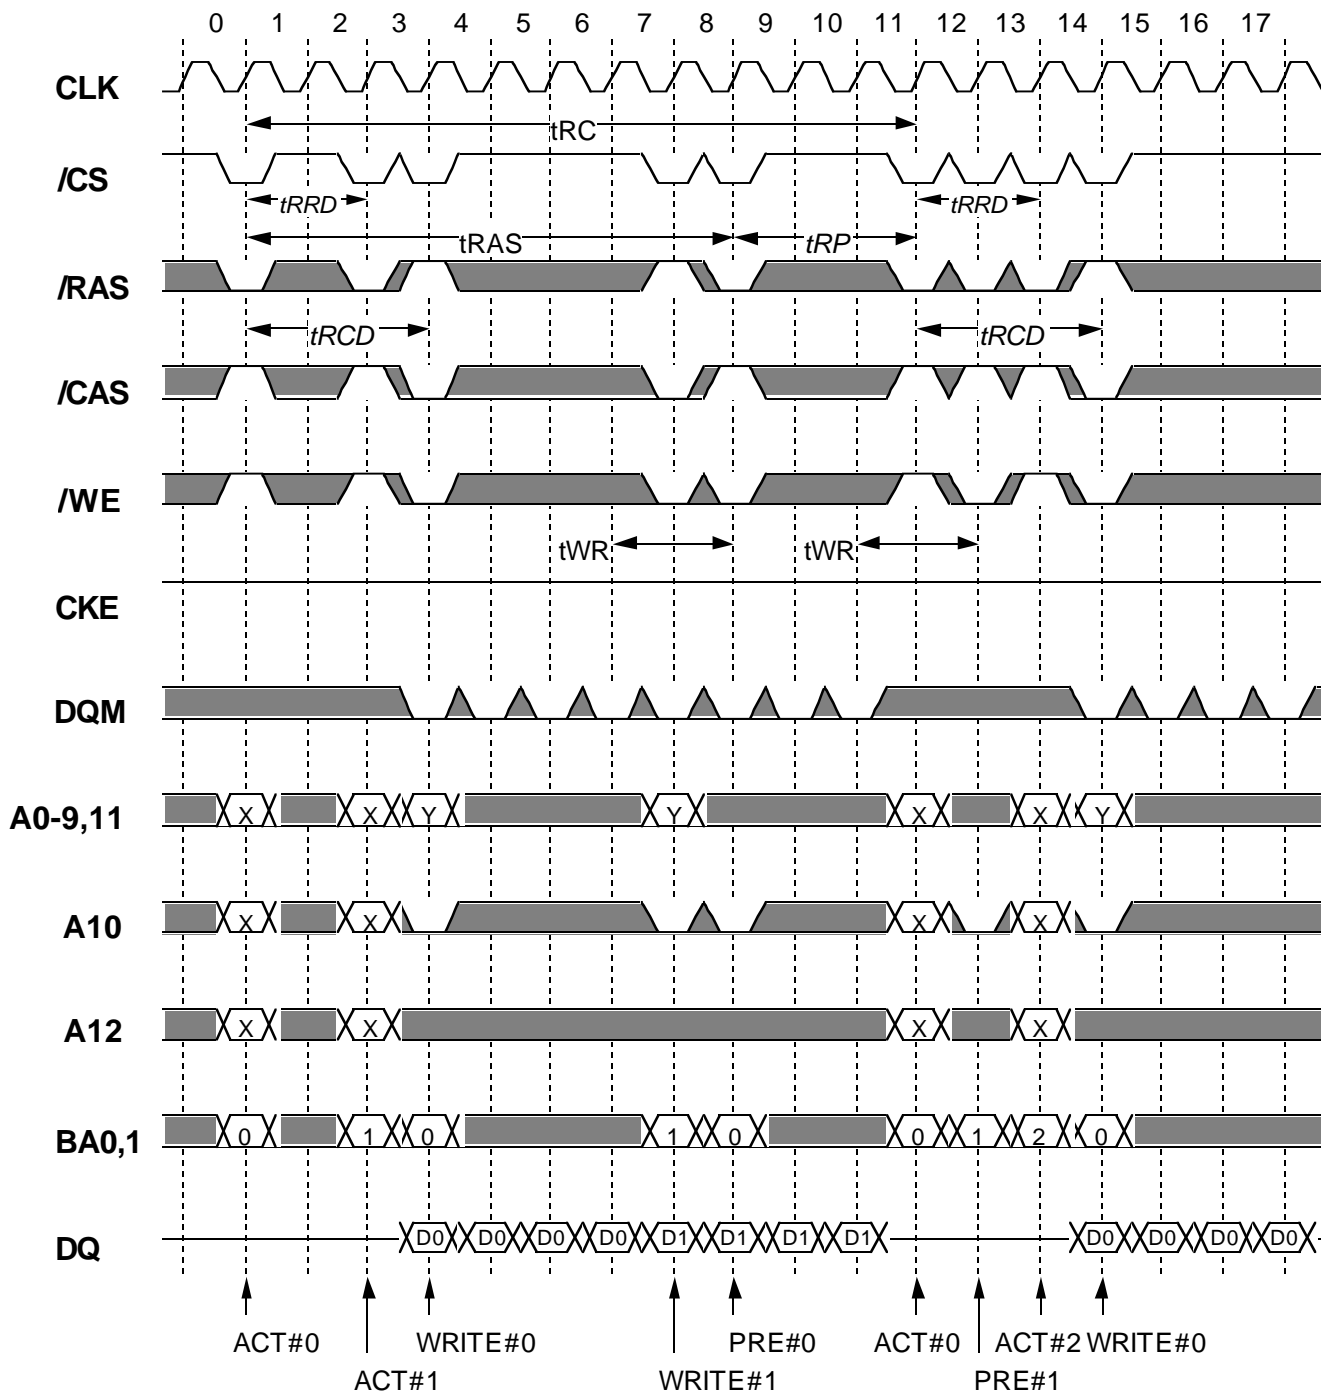 0 1 2 3 4 5 6 7 8 9 10 11 12 13 14 15 16 17
CLK
tRC
/CS
tRRD tRRD
tRAS tRP
/RAS
tRCD tRCD
/CAS
/WE
tWR tWR
CKE
DQM
A0-9,11 X X Y Y X X Y
A10 X X X X
A12 X X X X
BA0,1 0 1 0 1 0 0 1 2 0
DQ D0 D0 D0 D0 D1 D1 D1 D1 D0 D0 D0 D0
ACT#0 WRITE#0 PRE#0 ACT#0 ACT#2 WRITE#0
ACT#1 WRITE#1 PRE#1